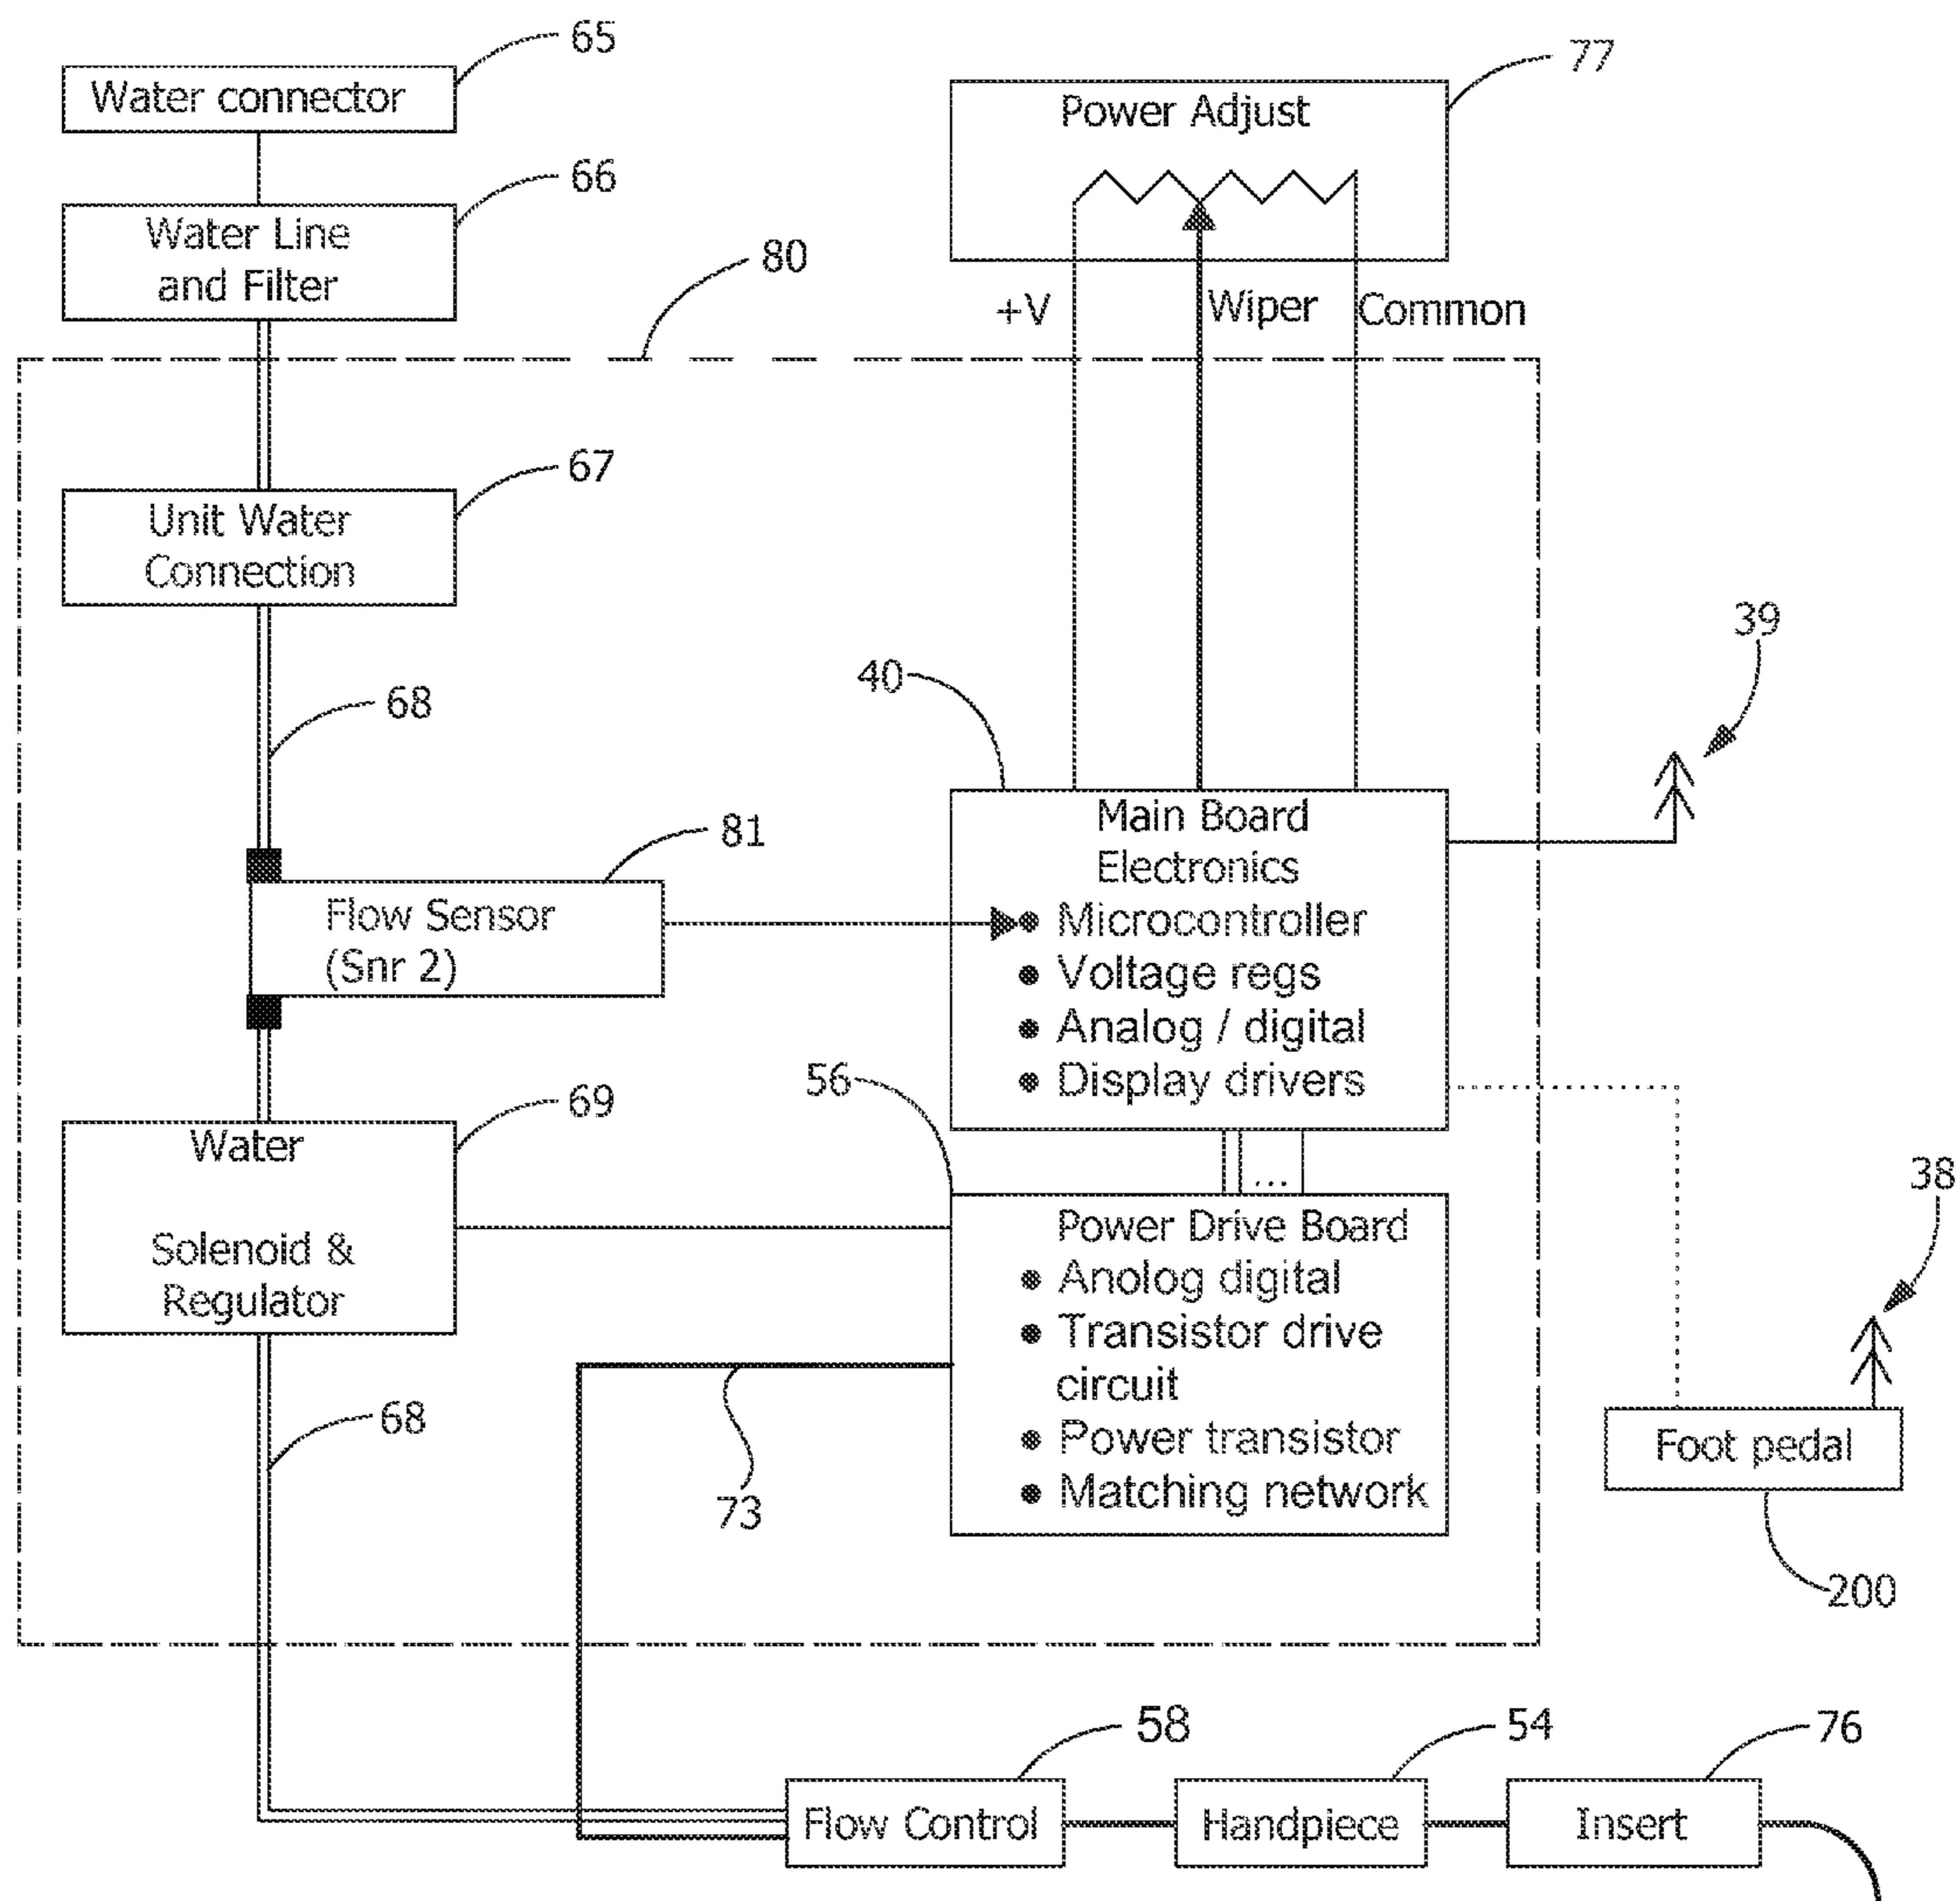 65
Water connector
77
Power Adjust
66
Water Line
and Filter
80
+V
Wiper
Common
67
Unit Water
Connection
39
40
68
81
Main Board
Electronics
Flow Sensor
(Snr 2)
• Microcontroller
• Voltage regs
• Analog / digital
• Display drivers
56
69
Water
Solenoid &
Regulator
38
...
Power Drive Board
• Anolog digital
• Transistor drive
circuit
• Power transistor
• Matching network
68
73
Foot pedal
200
58
54
76
Flow Control
Handpiece
Insert